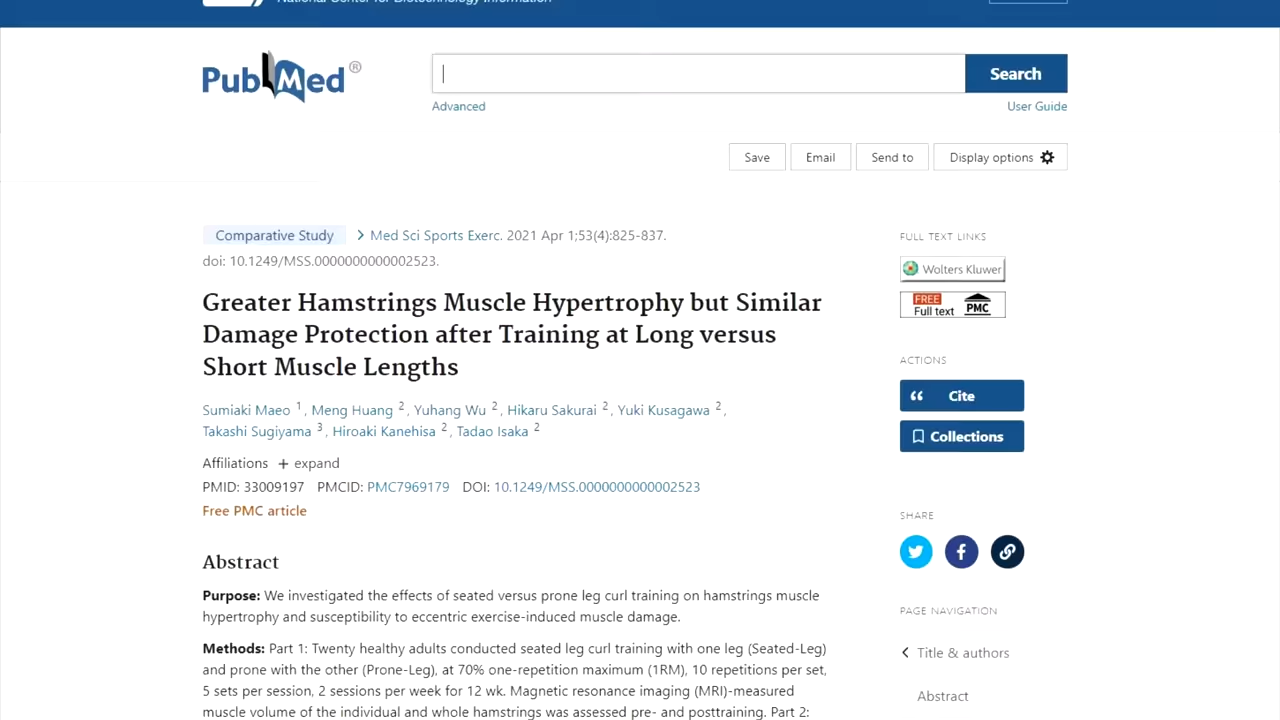 National Center for Biotechnology Information
PubMed®
Search
Advanced
User Guide
Save
Email
Send to
Display options
Comparative Study
Med Sci Sports Exerc. 2021 Apr 1;53(4):825-837.
doi: 10.1249/MSS.0000000000002523.
Greater Hamstrings Muscle Hypertrophy but Similar
Damage Protection after Training at Long versus
Short Muscle Lengths
Sumiaki Maeo 1, Meng Huang 2, Yuhang Wu 2, Hikaru Sakurai 2, Yuki Kusagawa 2,
Takashi Sugiyama 3, Hiroaki Kanehisa 2, Tadao Isaka 2
Affiliations + expand
PMID: 33009197 PMCID: PMC7969179 DOI: 10.1249/MSS.0000000000002523
Free PMC article
Abstract
Purpose: We investigated the effects of seated versus prone leg curl training on hamstrings muscle
hypertrophy and susceptibility to eccentric exercise-induced muscle damage.
Methods: Part 1: Twenty healthy adults conducted seated leg curl training with one leg (Seated-Leg)
and prone with the other (Prone-Leg), at 70% one-repetition maximum (1RM), 10 repetitions per set,
5 sets per session, 2 sessions per week for 12 wk. Magnetic resonance imaging (MRI)-measured
muscle volume of the individual and whole hamstrings was assessed pre- and posttraining. Part 2:
FULL TEXT LINKS
Wolters Kluwer
FREE
Full text
PMC
ACTIONS
Cite
Collections
SHARE
PAGE NAVIGATION
Title & authors
Abstract